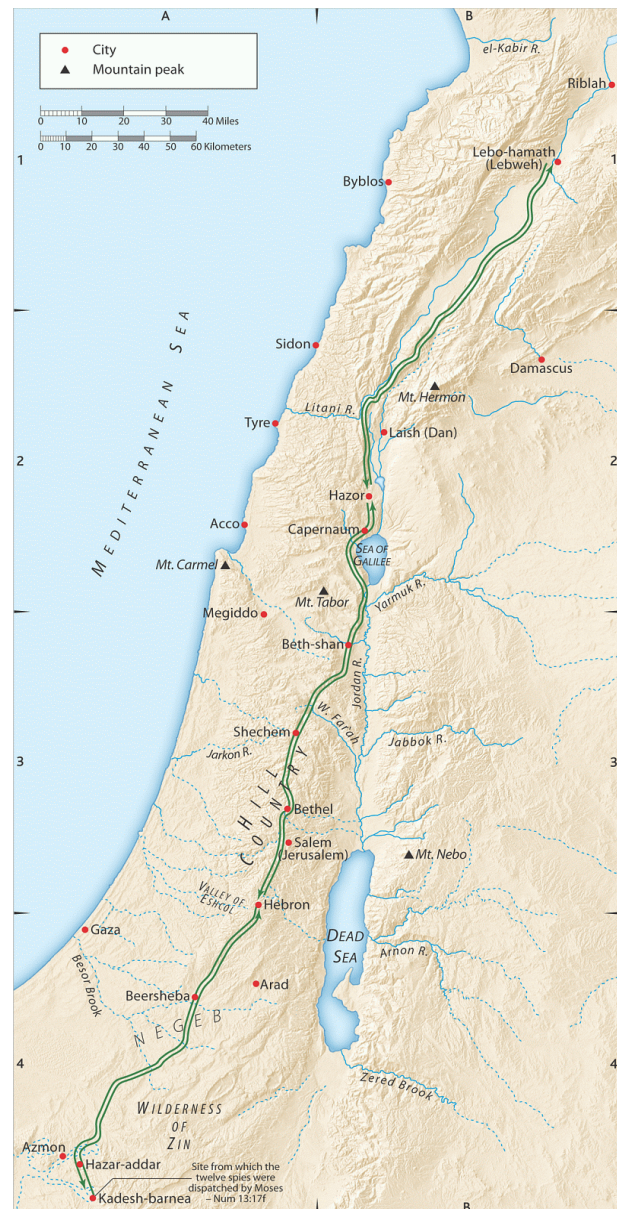 A
B
City
Mountain peak
0 10 20 30 40 Miles
0 10 20 30 40 50 60 Kilometers
el-Kabir R.
Riblah
1
Lebo-hamath
(Lebweh)
1
Byblos
MEDITERRANEAN SEA
Sidon
Damascus
Mt. Hermon
Litani R.
Tyre
Laish (Dan)
2
2
Hazor
Acco
Capernaum
SEA OF
GALILEE
Mt. Carmel
Mt. Tabor
Yarmuk R.
Megiddo
Beth-shan
Jordan R.
W. Farah
Shechem
Jabbok R.
Jarkon R.
3
3
HILL
COUNTRY
Bethel
Salem
(Jerusalem)
Mt. Nebo
VALLEY OF
ESHCOL
Hebron
Gaza
DEAD
SEA
Arnon R.
Besor Brook
Arad
Beersheba
NEGEB
4
4
Zered Brook
WILDERNESS
OF
ZIN
Azmon
Hazar-addar
Site from which the
twelve spies were
dispatched by Moses
– Num 13:17f
Kadesh-barnea
B